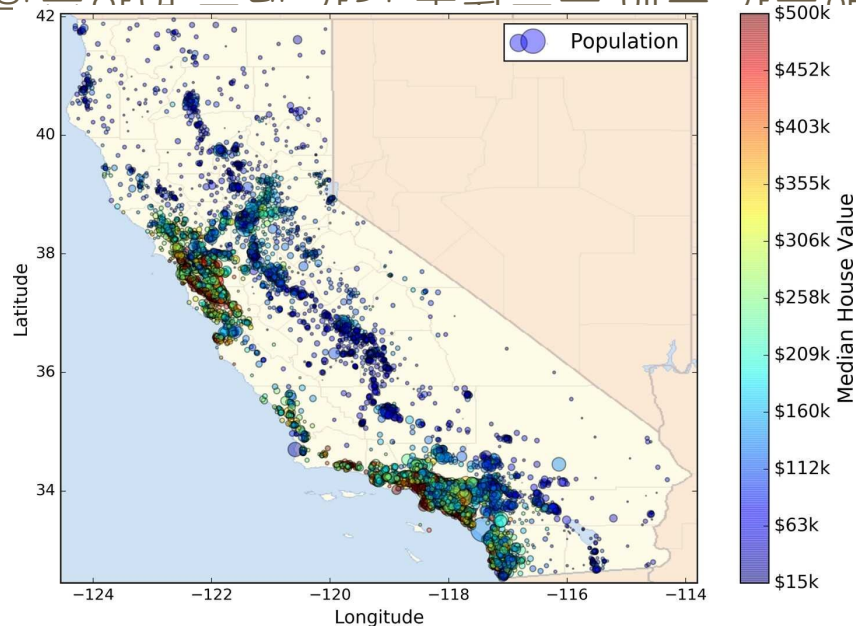 42
40
38
36
34
Latitude
−124
−122
−120
−118
−116
−114
Longitude
Population
$500k
$452k
$403k
$355k
$306k
$258k
$209k
$160k
$112k
$63k
$15k
Median House Value